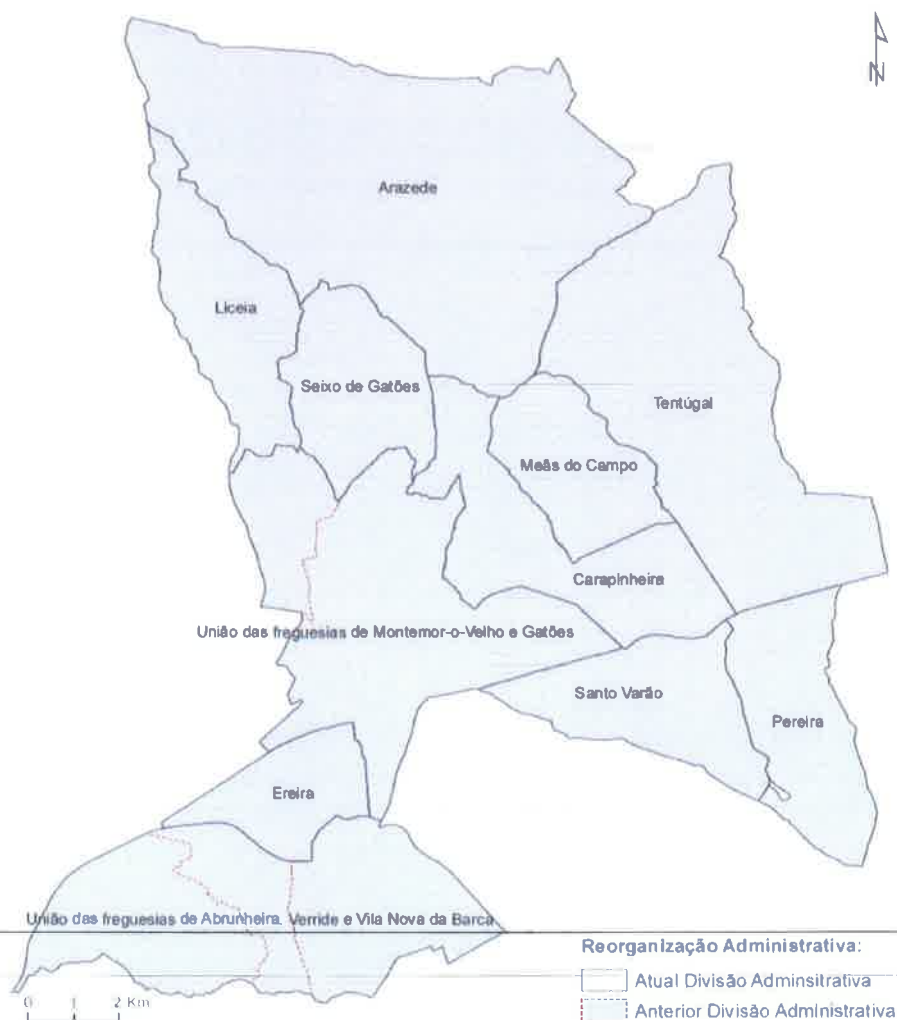 N
Arazede
Liceia
Seixo de Gatões
Tentúgal
Meãs do Campo
Carapinheira
União das freguesias de Montemor-o-Velho e Gatões
Santo Varão
Pereira
Ereira
União das freguesias de Abrunheira, Verride e Vila Nova da Barca
Reorganização Administrativa:
Atual Divisão Adminsitrativa
0 1 2 Km
Anterior Divisão Administrativa